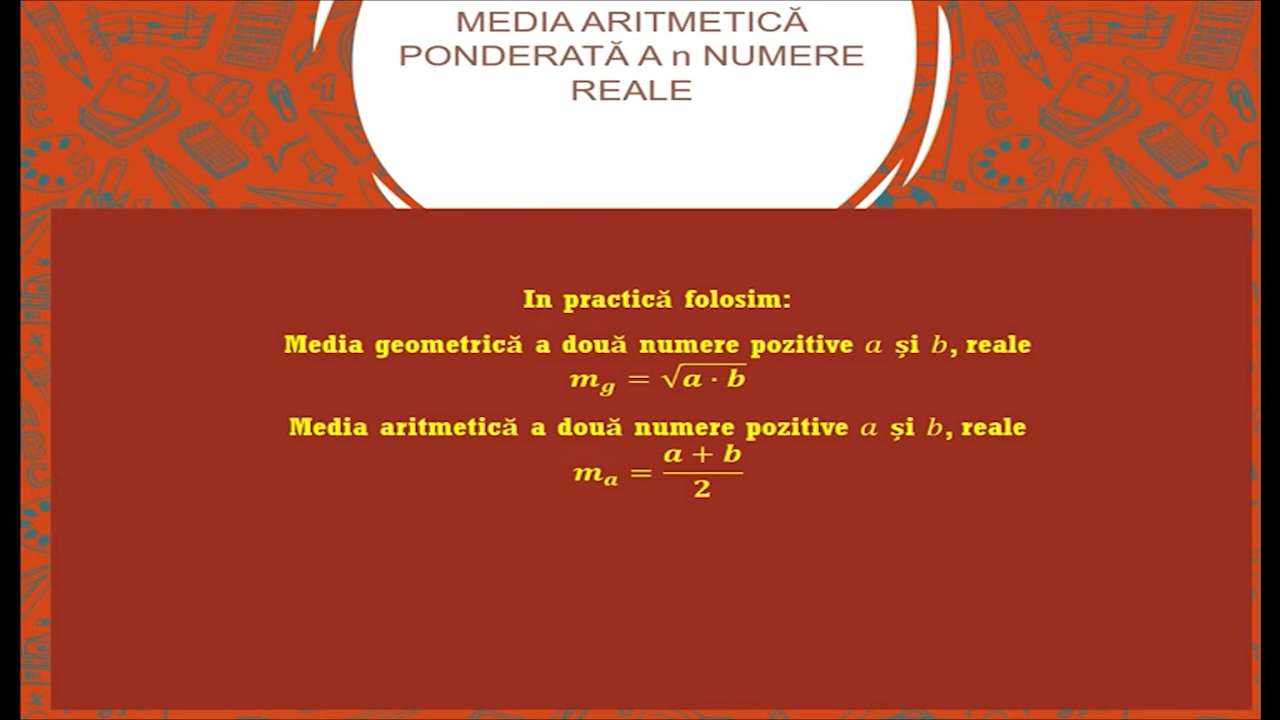 MEDIA ARITMETICĂ
PONDERATĂ A n NUMERE
REALE
In practică folosim:
Media geometrică a două numere pozitive a și b, reale
m_g = √(a · b)
Media aritmetică a două numere pozitive a și b, reale
m_a = (a + b)/2